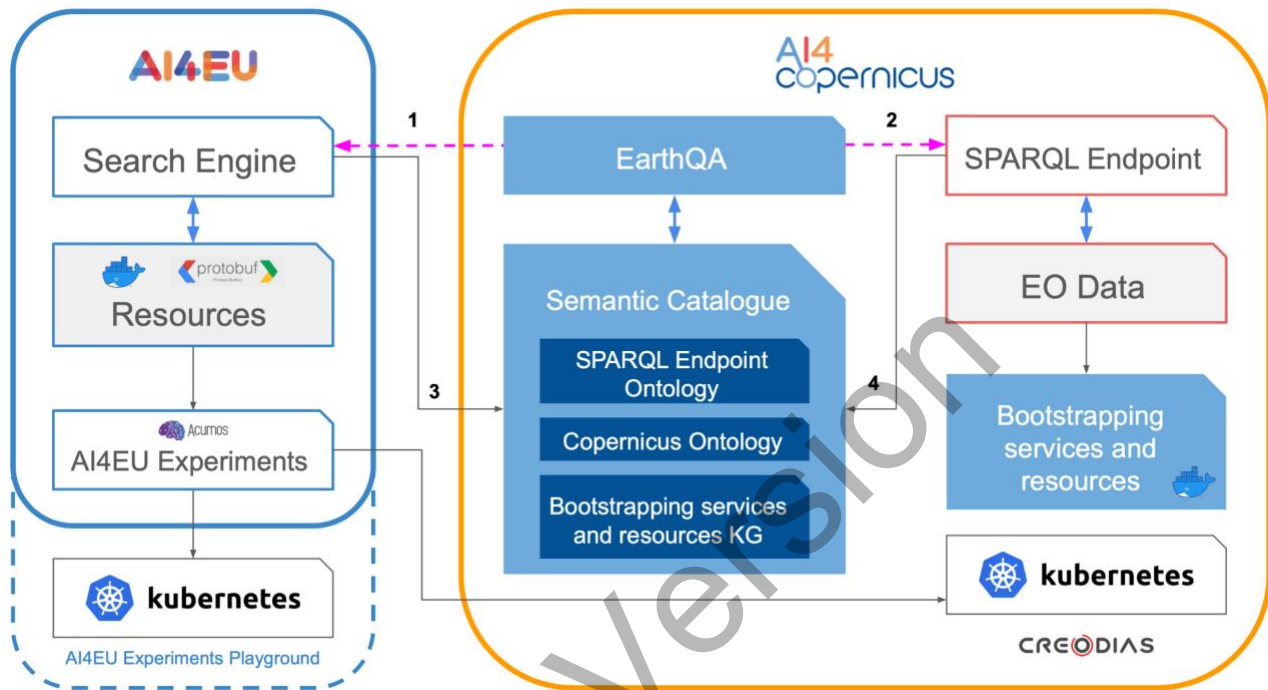 AI4EU
AI4
copernicus
1
2
Search Engine
EarthQA
SPARQL Endpoint
protobuf
Resources
Semantic Catalogue
EO Data
SPARQL Endpoint
Ontology
3
4
Copernicus Ontology
Bootstrapping services
and resources KG
Bootstrapping
services and
resources
Acumos
AI4EU Experiments
kubernetes
kubernetes
AI4EU Experiments Playground
CREODIAS
Version